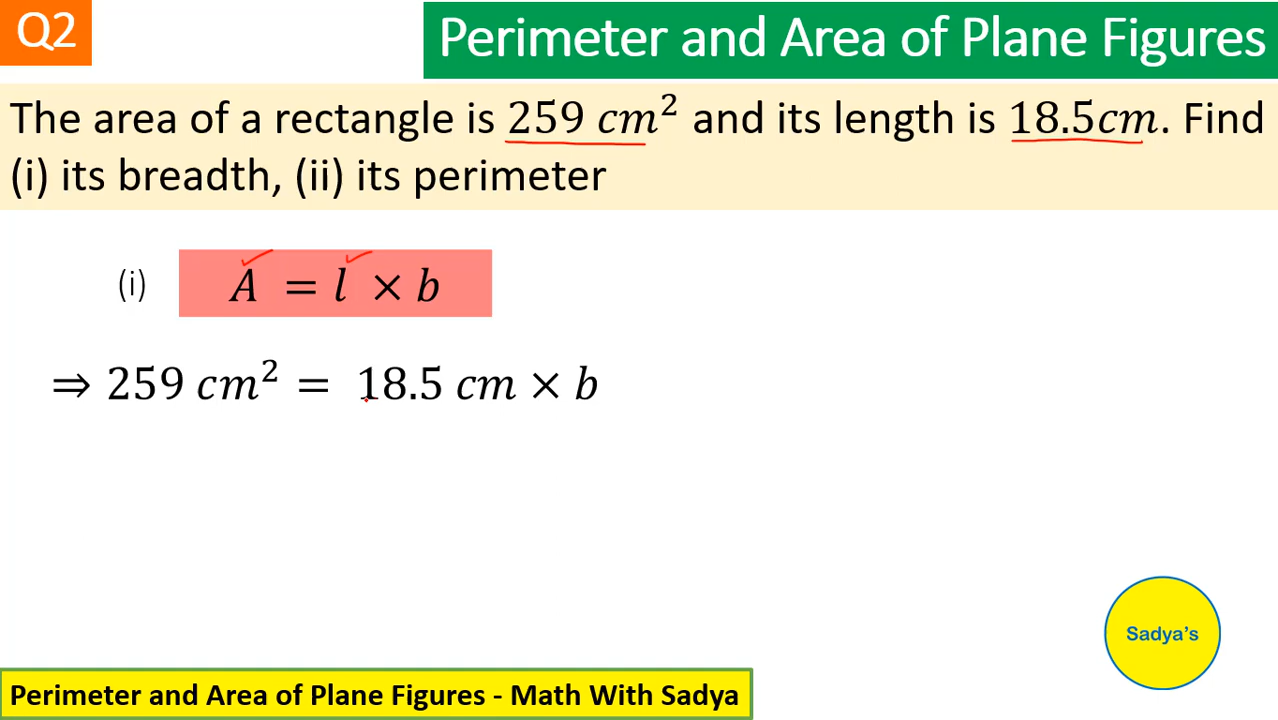 Q2
Perimeter and Area of Plane Figures
The area of a rectangle is 259 cm² and its length is 18.5cm. Find
(i) its breadth, (ii) its perimeter
(i) A = l × b
⇒ 259 cm² = 18.5 cm × b
Sadya's
Perimeter and Area of Plane Figures - Math With Sadya